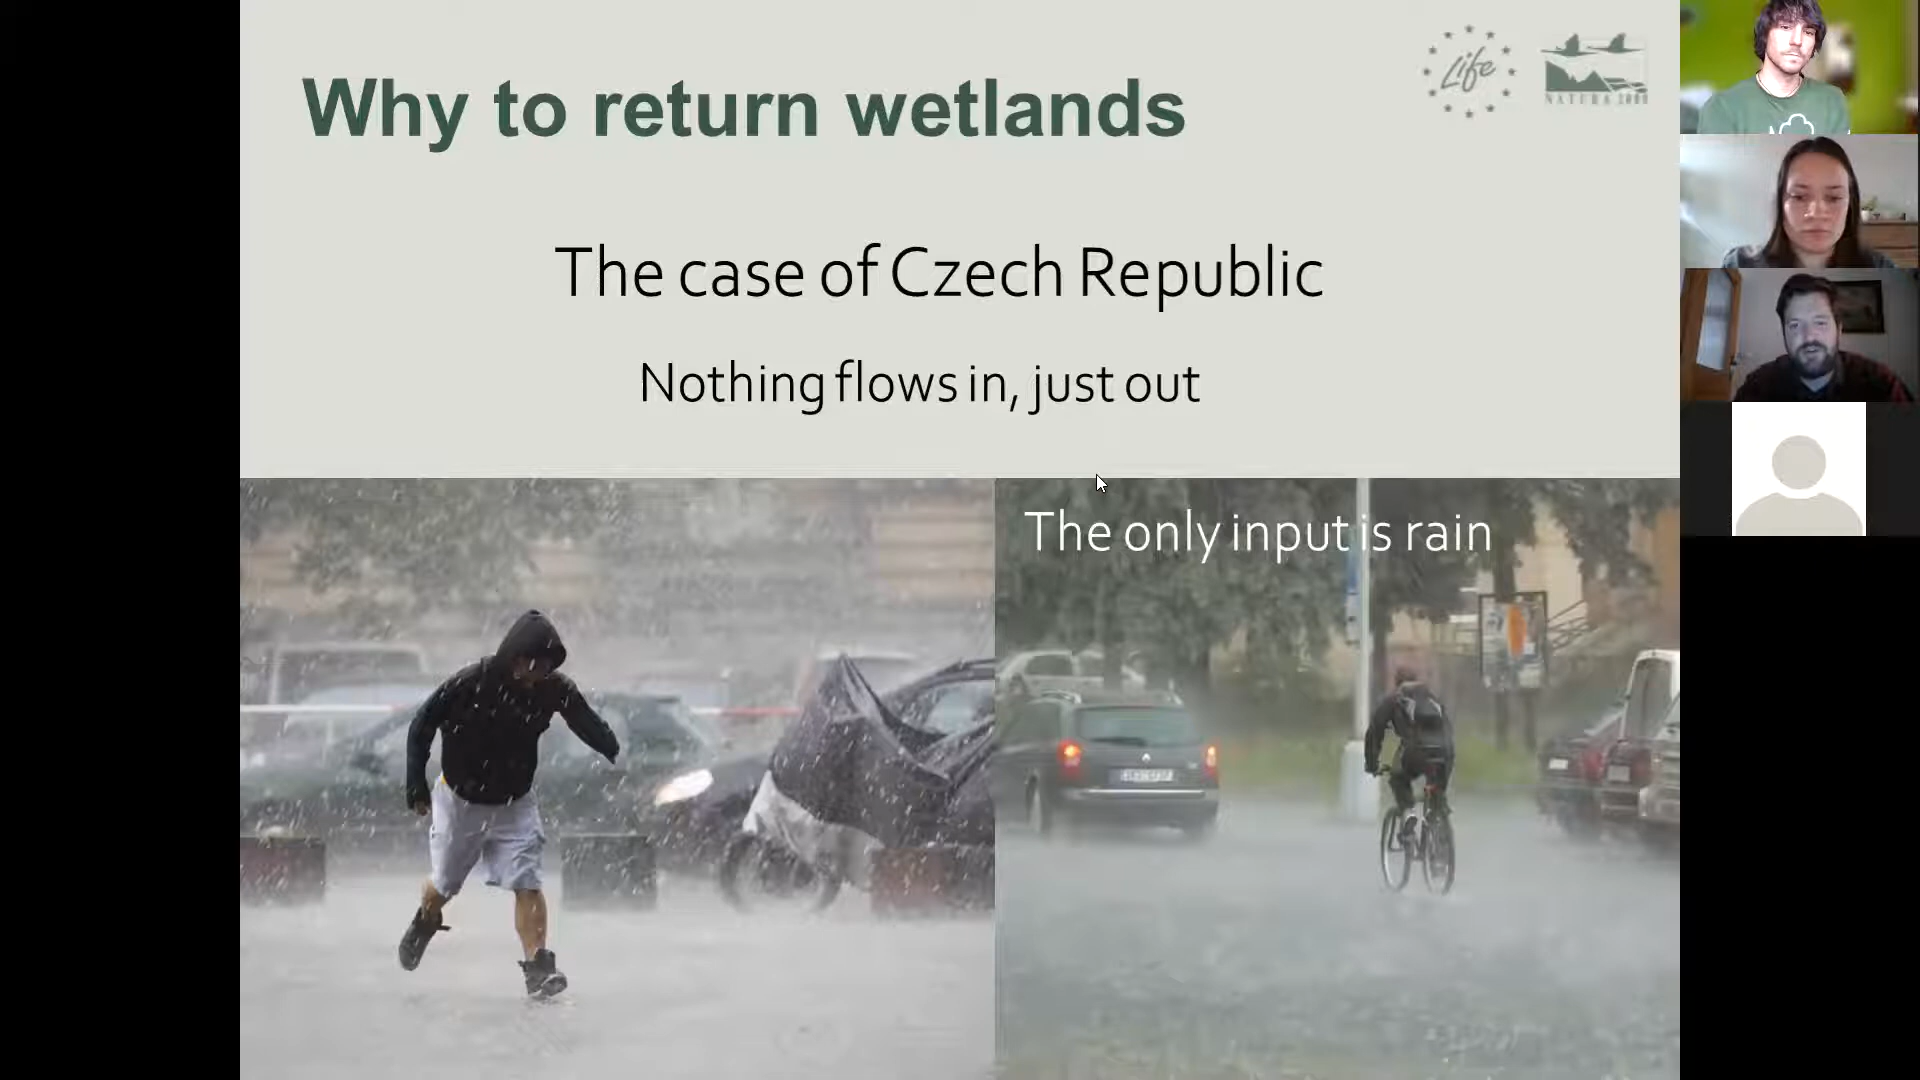 Why to return wetlands
Life
NATURA 2000
The case of Czech Republic
Nothing flows in, just out
The only input is rain